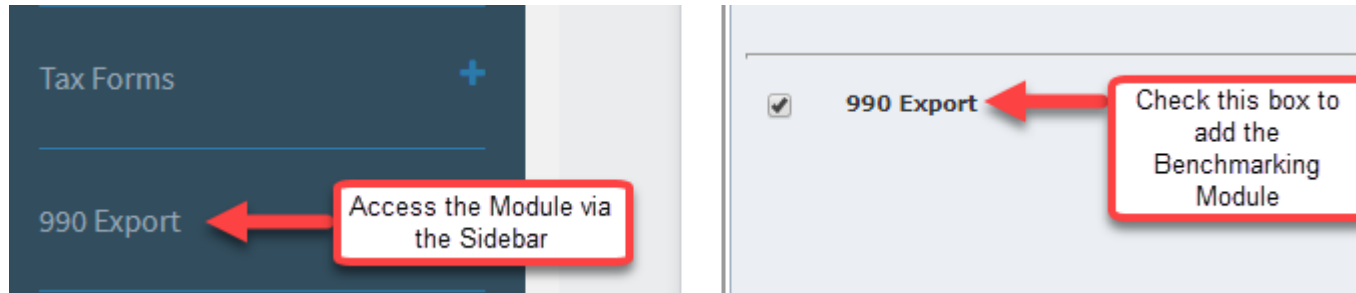 Tax Forms
990 Export
Access the Module via
the Sidebar
990 Export
Check this box to
add the
Benchmarking
Module